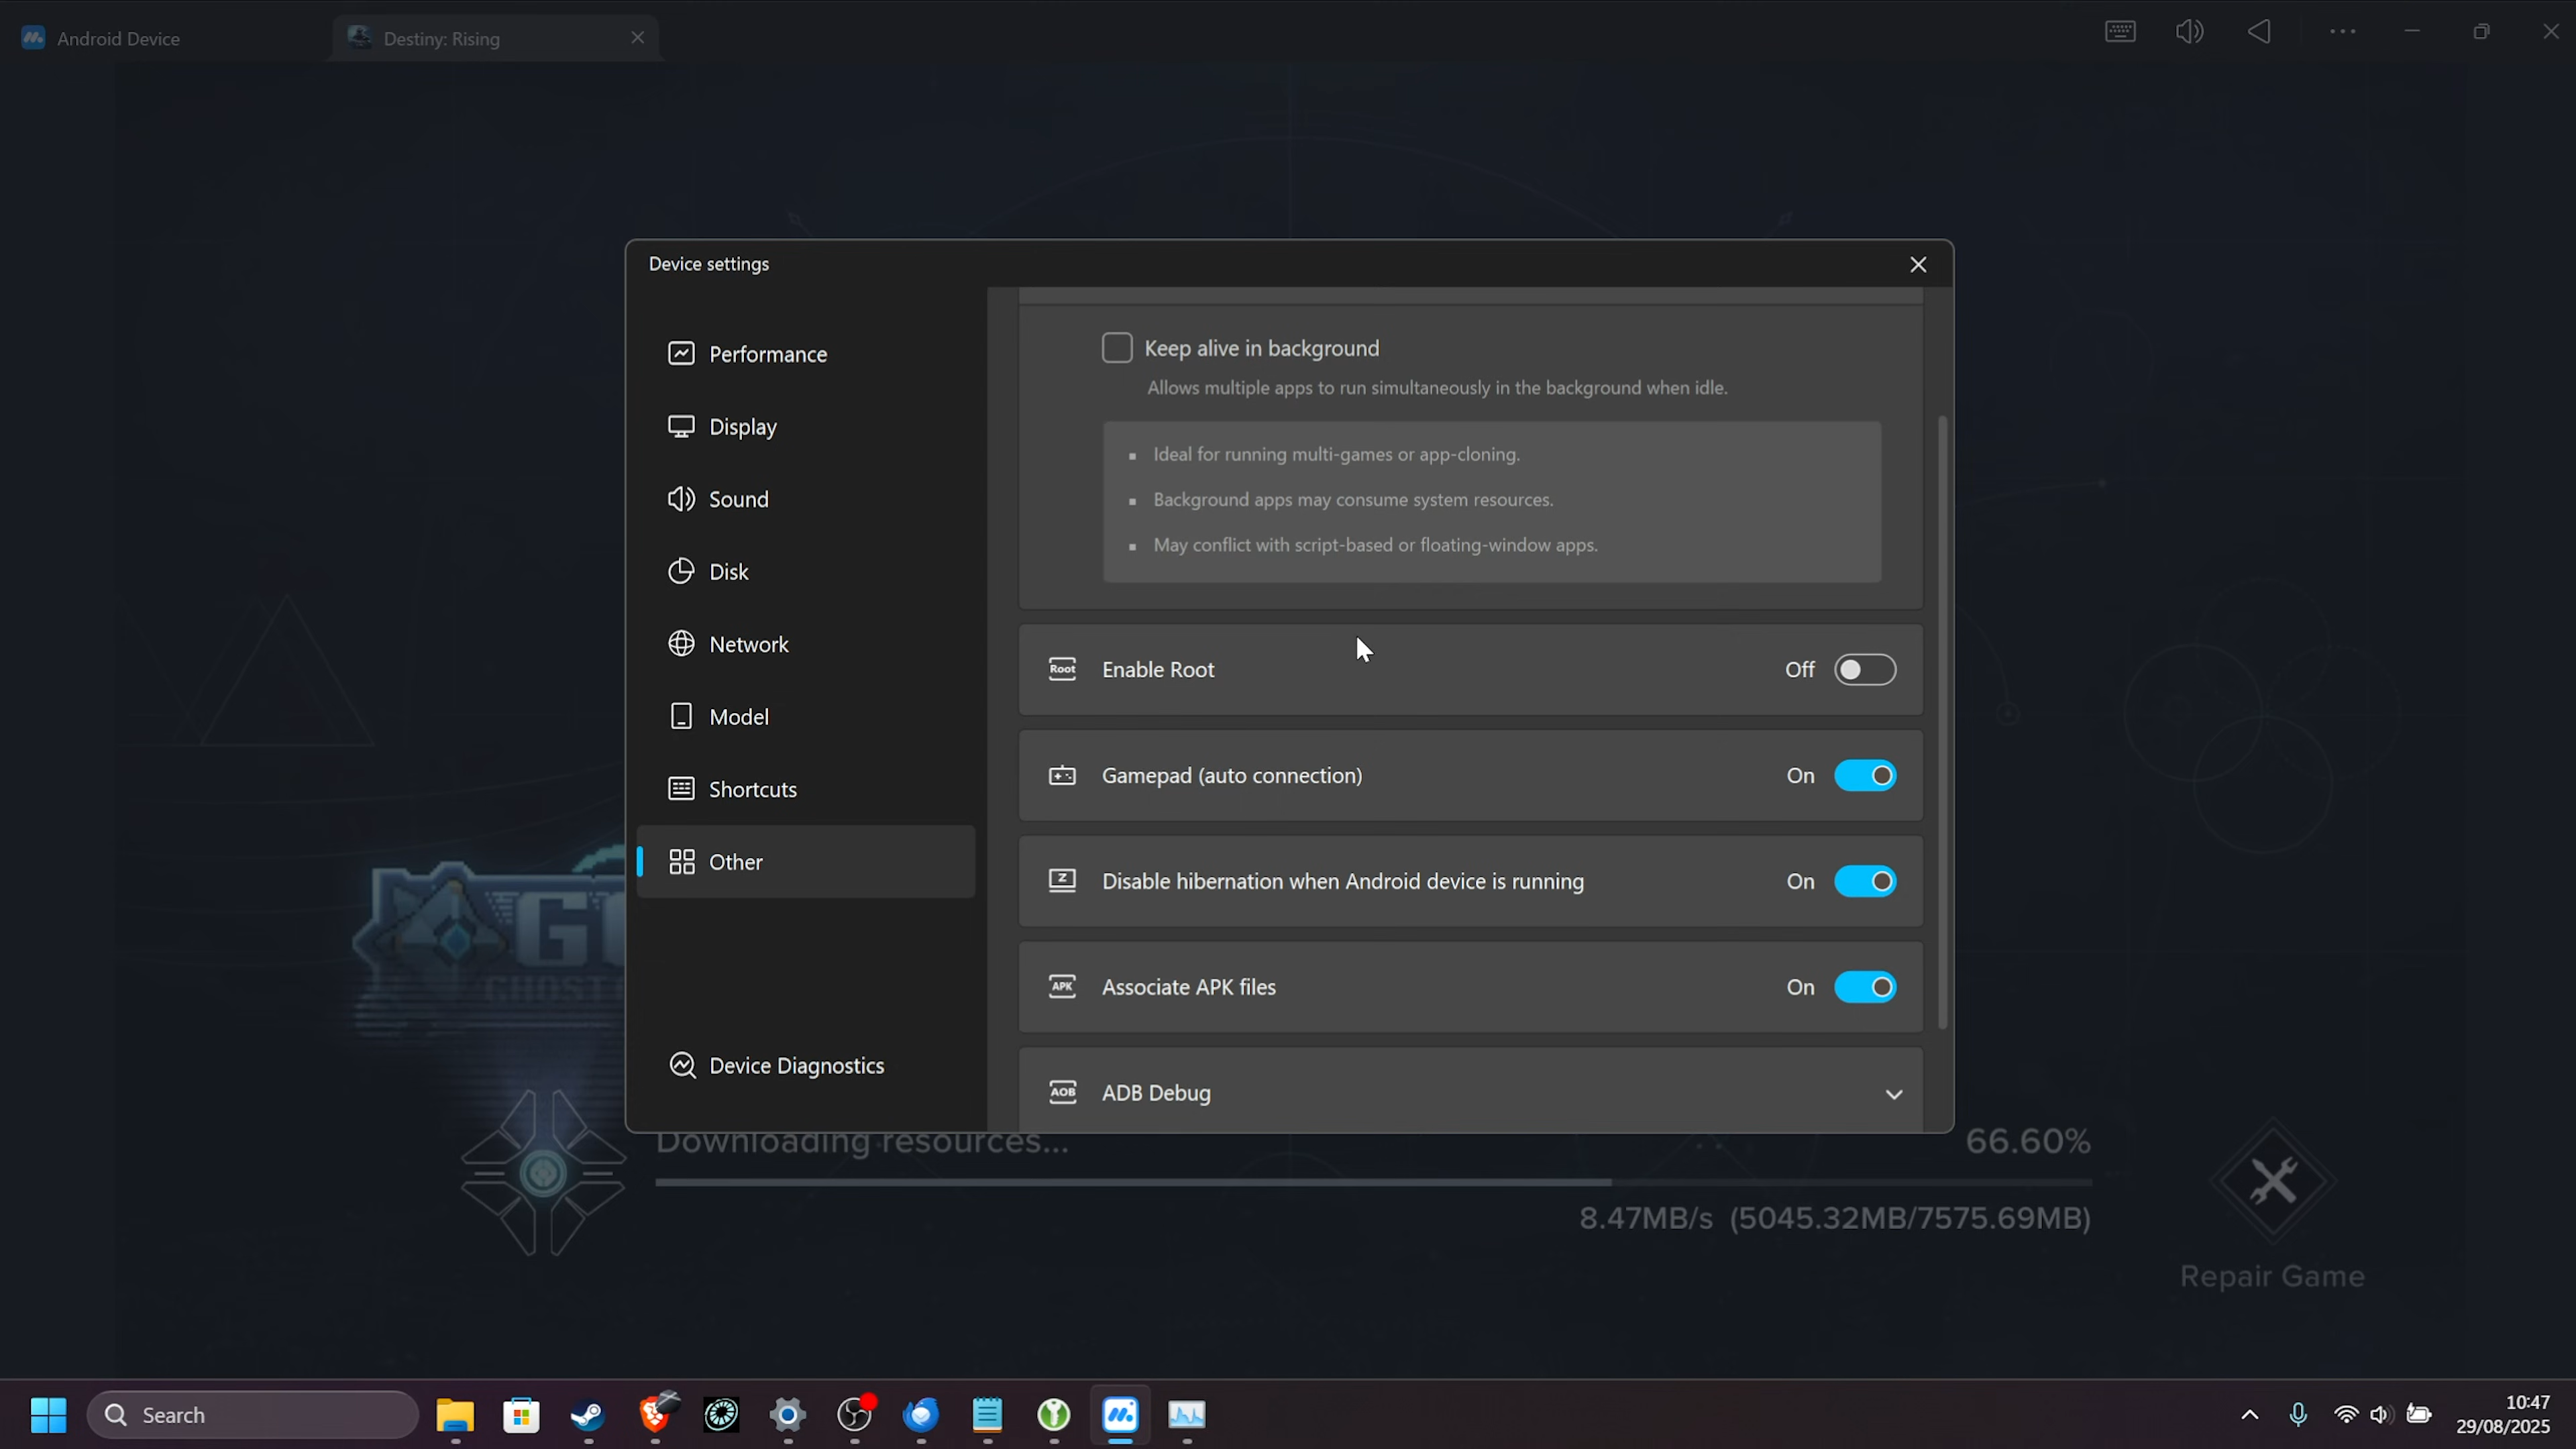 Android Device
Destiny: Rising
Device settings
Performance
Display
Sound
Disk
Network
Model
Shortcuts
Other
Device Diagnostics
Keep alive in background
Allows multiple apps to run simultaneously in the background when idle.
Ideal for running multi-games or app-cloning.
Background apps may consume system resources.
May conflict with script-based or floating-window apps.
Root
Enable Root
Off
Gamepad (auto connection)
On
Disable hibernation when Android device is running
On
APK
Associate APK files
On
ADB Debug
GHOST
Downloading resources...
66.60%
8.47MB/s (5045.32MB/7575.69MB)
Repair Game
Search
10:47
29/08/2025